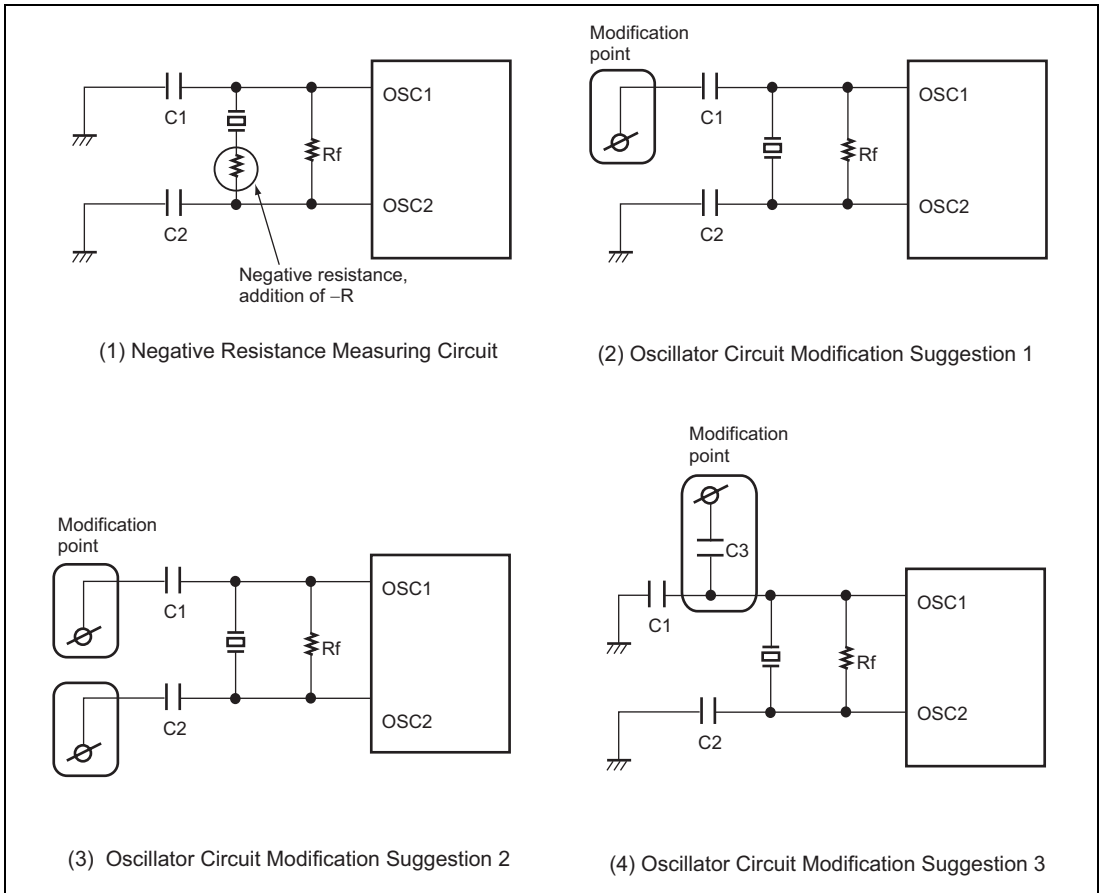 OSC1
C1
Rf
OSC2
C2
Negative resistance,
addition of –R
(1) Negative Resistance Measuring Circuit
Modification
point
OSC1
C1
Rf
OSC2
C2
(2) Oscillator Circuit Modification Suggestion 1
Modification
point
OSC1
C1
Rf
OSC2
C2
(3) Oscillator Circuit Modification Suggestion 2
Modification
point
C3
OSC1
C1
Rf
OSC2
C2
(4) Oscillator Circuit Modification Suggestion 3